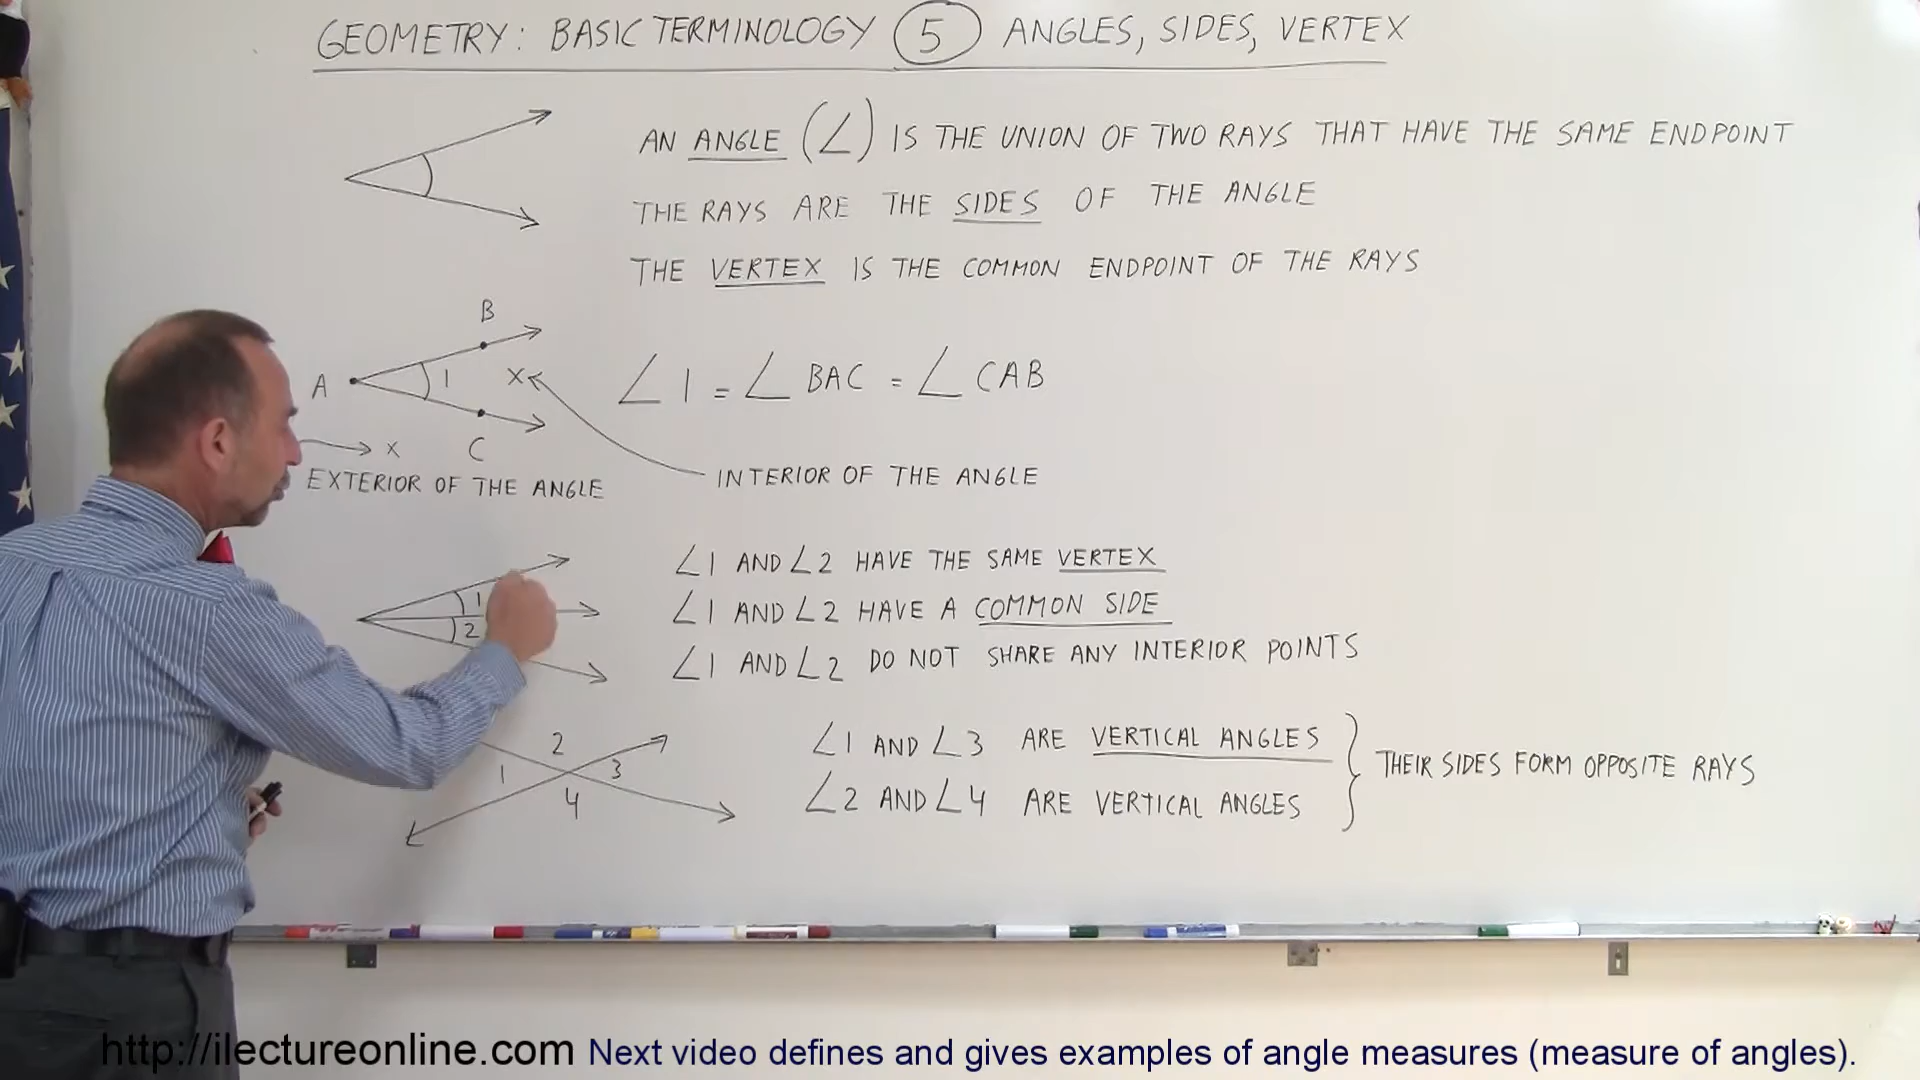 GEOMETRY: BASIC TERMINOLOGY 5 ANGLES, SIDES, VERTEX
AN ANGLE (∠) IS THE UNION OF TWO RAYS THAT HAVE THE SAME ENDPOINT
THE RAYS ARE THE SIDES OF THE ANGLE
THE VERTEX IS THE COMMON ENDPOINT OF THE RAYS
B
A 1 X
C
X
EXTERIOR OF THE ANGLE
∠1 = ∠BAC = ∠CAB
INTERIOR OF THE ANGLE
1
2
∠1 AND ∠2 HAVE THE SAME VERTEX
∠1 AND ∠2 HAVE A COMMON SIDE
∠1 AND ∠2 DO NOT SHARE ANY INTERIOR POINTS
2
1 3
4
∠1 AND ∠3 ARE VERTICAL ANGLES
∠2 AND ∠4 ARE VERTICAL ANGLES
THEIR SIDES FORM OPPOSITE RAYS
http://ilectureonline.com Next video defines and gives examples of angle measures (measure of angles).